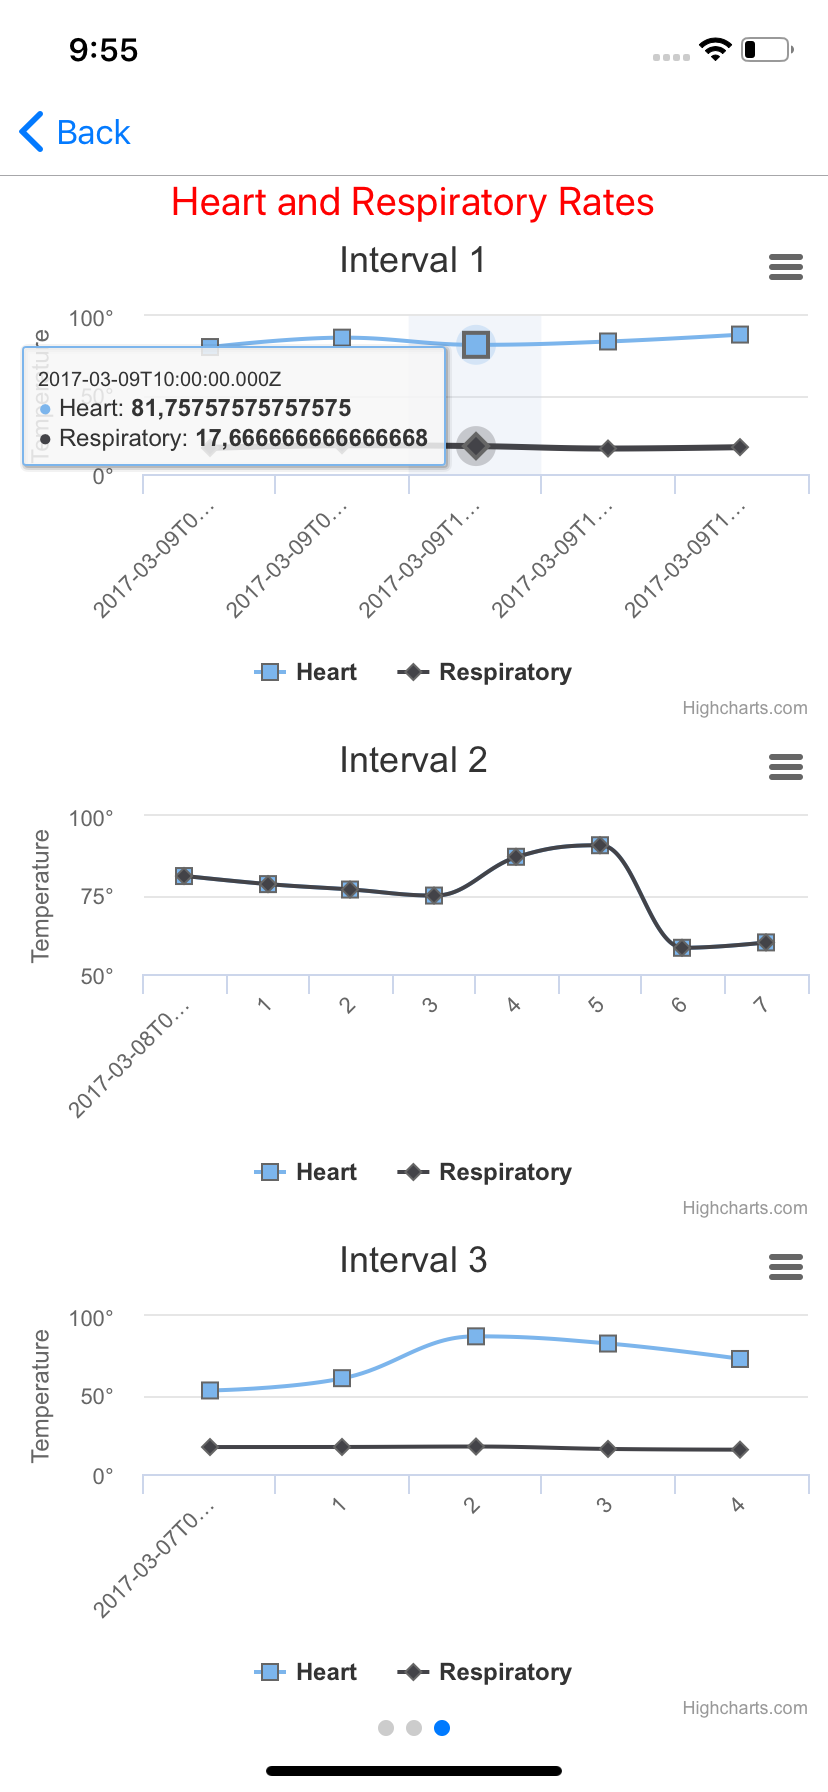 9:55
Back
Heart and Respiratory Rates
Interval 1
100°
50°
0°
Temperature
2017-03-09T10:00:00.000Z
Heart: 81,75757575757575
Respiratory: 17,666666666666668
2017-03-09T0...
2017-03-09T0...
2017-03-09T1...
2017-03-09T1...
2017-03-09T1...
Heart Respiratory
Highcharts.com
Interval 2
100°
75°
50°
Temperature
2017-03-08T0...
1
2
3
4
5
6
7
Heart Respiratory
Highcharts.com
Interval 3
100°
50°
0°
Temperature
2017-03-07T0...
1
2
3
4
Heart Respiratory
Highcharts.com